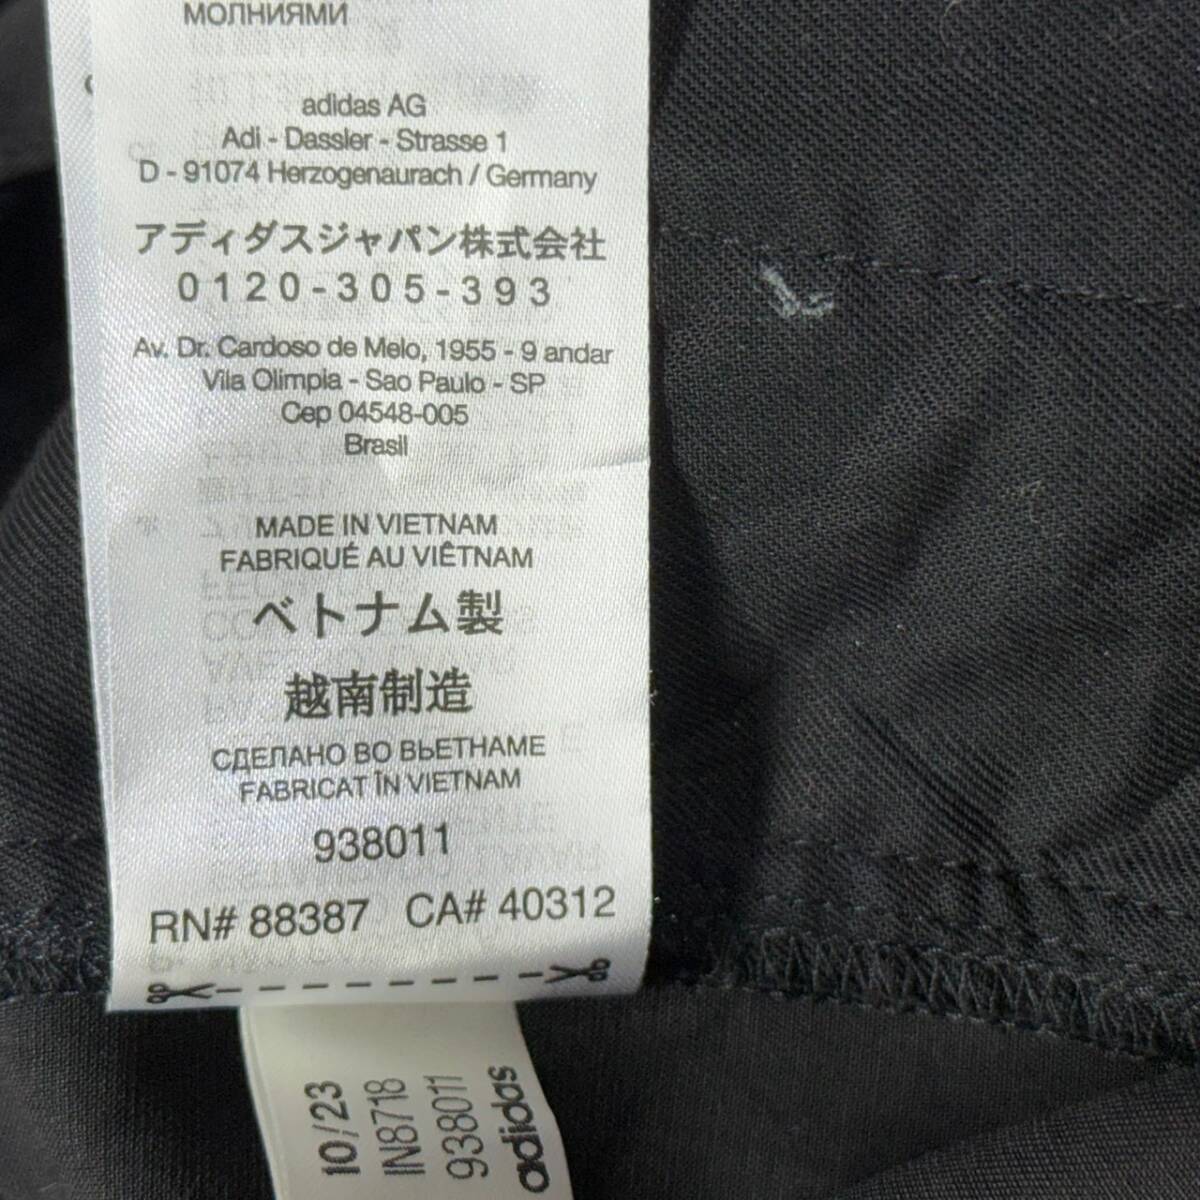 МОЛНИЯМИ
adidas AG
Adi - Dassler - Strasse 1
D - 91074 Herzogenaurach / Germany
アディダスジャパン株式会社
0120-305-393
Av. Dr. Cardoso de Melo, 1955 - 9 andar
Vila Olimpia - Sao Paulo - SP
Cep 04548-005
Brasil
MADE IN VIETNAM
FABRIQUÉ AU VIÊTNAM
ベトナム製
越南制造
СДЕЛАНО ВО ВЬЕТНАМЕ
FABRICAT ÎN VIETNAM
938011
RN# 88387 CA# 40312
10/23
IN8718
938011
adidas